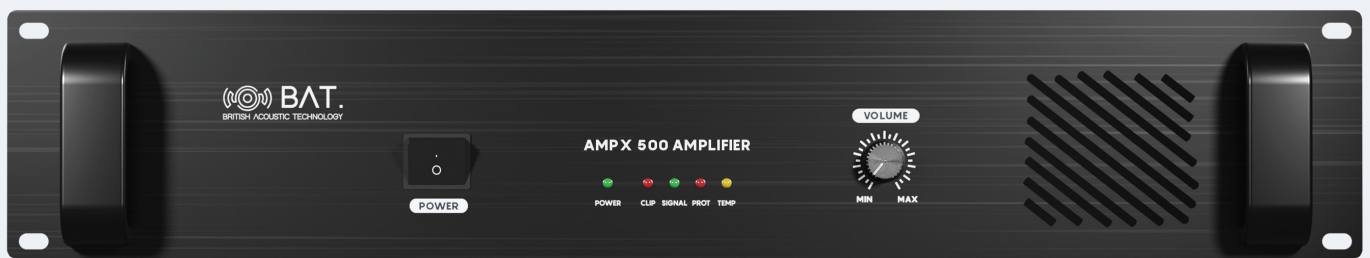 BAT.
BRITISH ACOUSTIC TECHNOLOGY
POWER
AMPX 500 AMPLIFIER
POWER CLIP SIGNAL PROT TEMP
VOLUME
MIN MAX